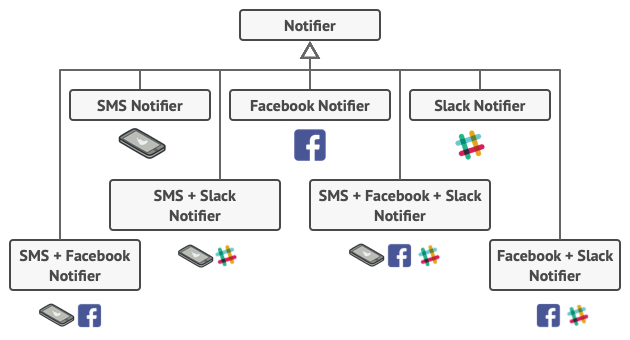 Notifier
SMS Notifier
Facebook Notifier
Slack Notifier
SMS + Slack
Notifier
SMS + Facebook + Slack
Notifier
SMS + Facebook
Notifier
Facebook + Slack
Notifier